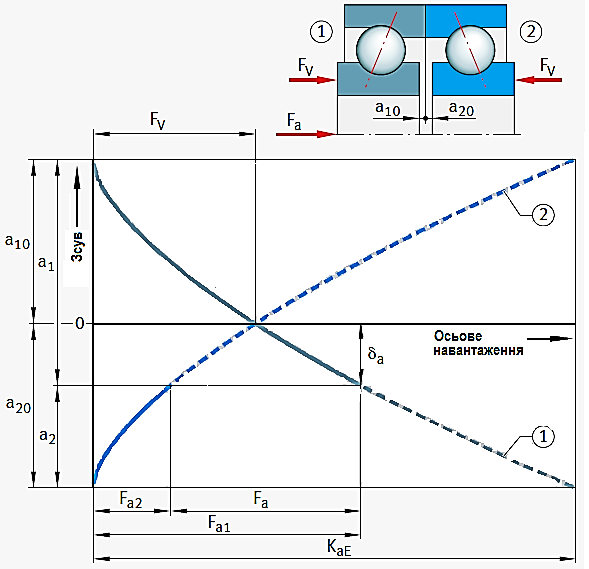 1
2
Fv
Fv
Fa
a10
a20
Fv
Зсув
a10
a1
2
0
Осьове
навантаження
δa
a20
a2
1
Fa2
Fa
Fa1
KaE